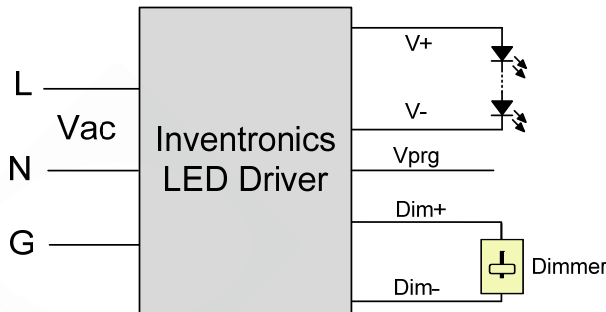 L
Vac
N
G
Inventronics
LED Driver
V+
V-
Vprg
Dim+
Dim-
Dimmer